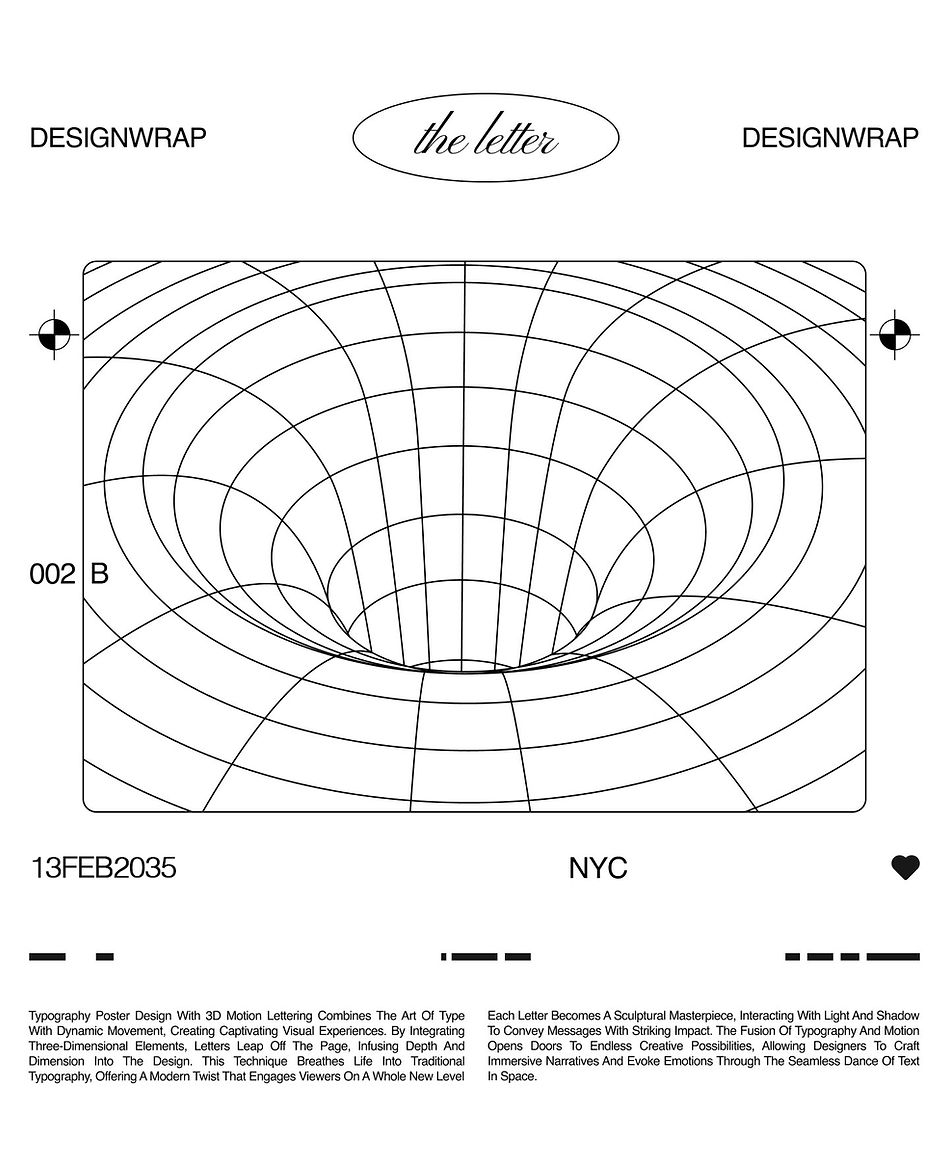 DESIGNWRAP
the letter
DESIGNWRAP
002 B
13FEB2035
NYC
Typography Poster Design With 3D Motion Lettering Combines The Art Of Type
With Dynamic Movement, Creating Captivating Visual Experiences. By Integrating
Three-Dimensional Elements, Letters Leap Off The Page, Infusing Depth And
Dimension Into The Design. This Technique Breathes Life Into Traditional
Typography, Offering A Modern Twist That Engages Viewers On A Whole New Level
Each Letter Becomes A Sculptural Masterpiece, Interacting With Light And Shadow
To Convey Messages With Striking Impact. The Fusion Of Typography And Motion
Opens Doors To Endless Creative Possibilities, Allowing Designers To Craft
Immersive Narratives And Evoke Emotions Through The Seamless Dance Of Text
In Space.